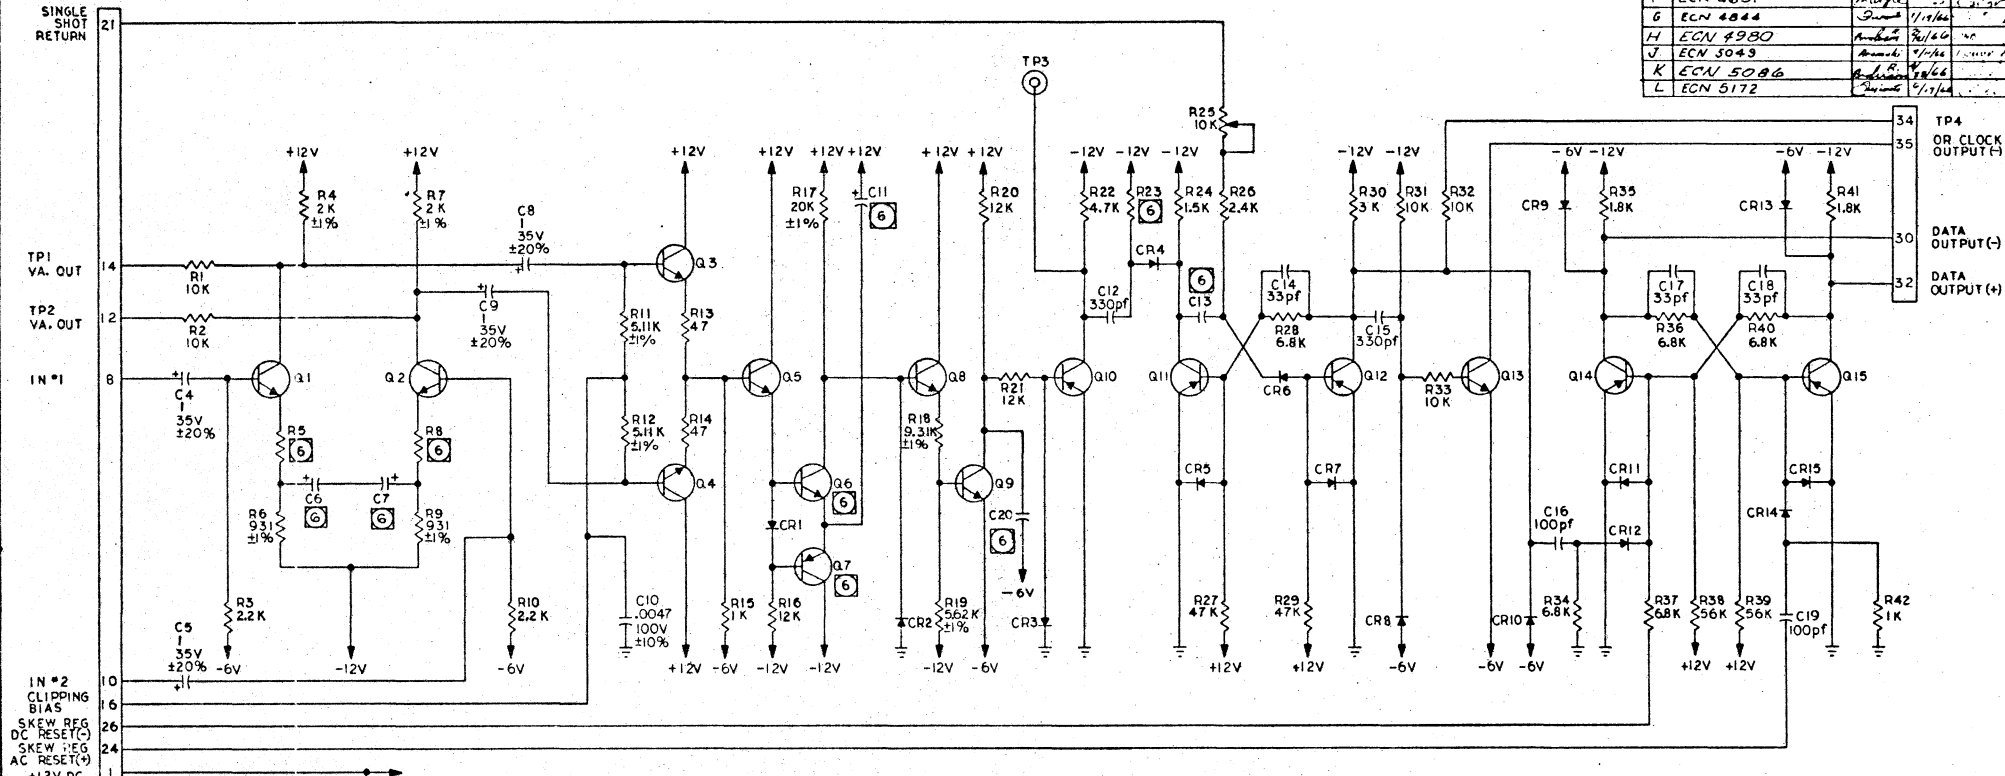 SINGLE
SHOT
RETURN
21
G ECN 4844 1/19/66
H ECN 4980
J ECN 5049
K ECN 5086
L ECN 5172
TP3
R25
10K
34 TP4
35 OR CLOCK
OUTPUT(-)
+12V
+12V
+12V
+12V
+12V
+12V
+12V
+12V
-12V
-12V
-12V
-12V
-12V
-6V
-12V
-6V
-12V
R4
2K
±1%
R7
2K
±1%
C8
1
35V
±20%
R17
20K
±1%
C11
6
R20
12K
R22
4.7K
R23
6
R24
1.5K
R26
2.4K
R30
3K
R31
10K
R32
10K
CR9
R35
1.8K
CR13
R41
1.8K
30 DATA
OUTPUT(-)
32 DATA
OUTPUT(+)
TP1
VA. OUT
14
R1
10K
Q3
CR4
6
C13
C12
330pf
C14
33pf
R28
6.8K
C15
330pf
C17
33pf
R36
6.8K
C18
33pf
R40
6.8K
TP2
VA. OUT
12
R2
10K
C9
1
35V
±20%
R11
5.11K
±1%
R13
47
IN #1
8
C4
1
35V
±20%
Q1
Q2
Q5
Q8
R21
12K
Q10
Q11
CR6
Q12
R33
10K
Q13
Q14
Q15
R5
6
R8
6
R12
5.11K
±1%
R14
47
R18
9.31K
±1%
C6
6
C7
6
Q4
Q6
6
Q9
C20
6
-6V
CR5
CR7
CR11
CR15
R6
931
±1%
R9
931
±1%
CR1
Q7
6
C16
100pf
CR12
CR14
R3
2.2K
R10
2.2K
C10
.0047
100V
±10%
R15
1K
R16
12K
CR2
R19
5.62K
±1%
CR3
R27
47K
R29
47K
CR8
CR10
R34
6.8K
R37
6.8K
R38
56K
R39
56K
C19
100pf
R42
1K
C5
1
35V
±20%
-6V
-12V
-6V
+12V
-6V
-12V
-12V
-12V
-6V
+12V
+12V
-6V
-6V
-6V
+12V
+12V
IN #2
10
CLIPPING
BIAS
16
SKEW REG
DC RESET(-)
26
SKEW REG
AC RESET(+)
24
+12V DC
1